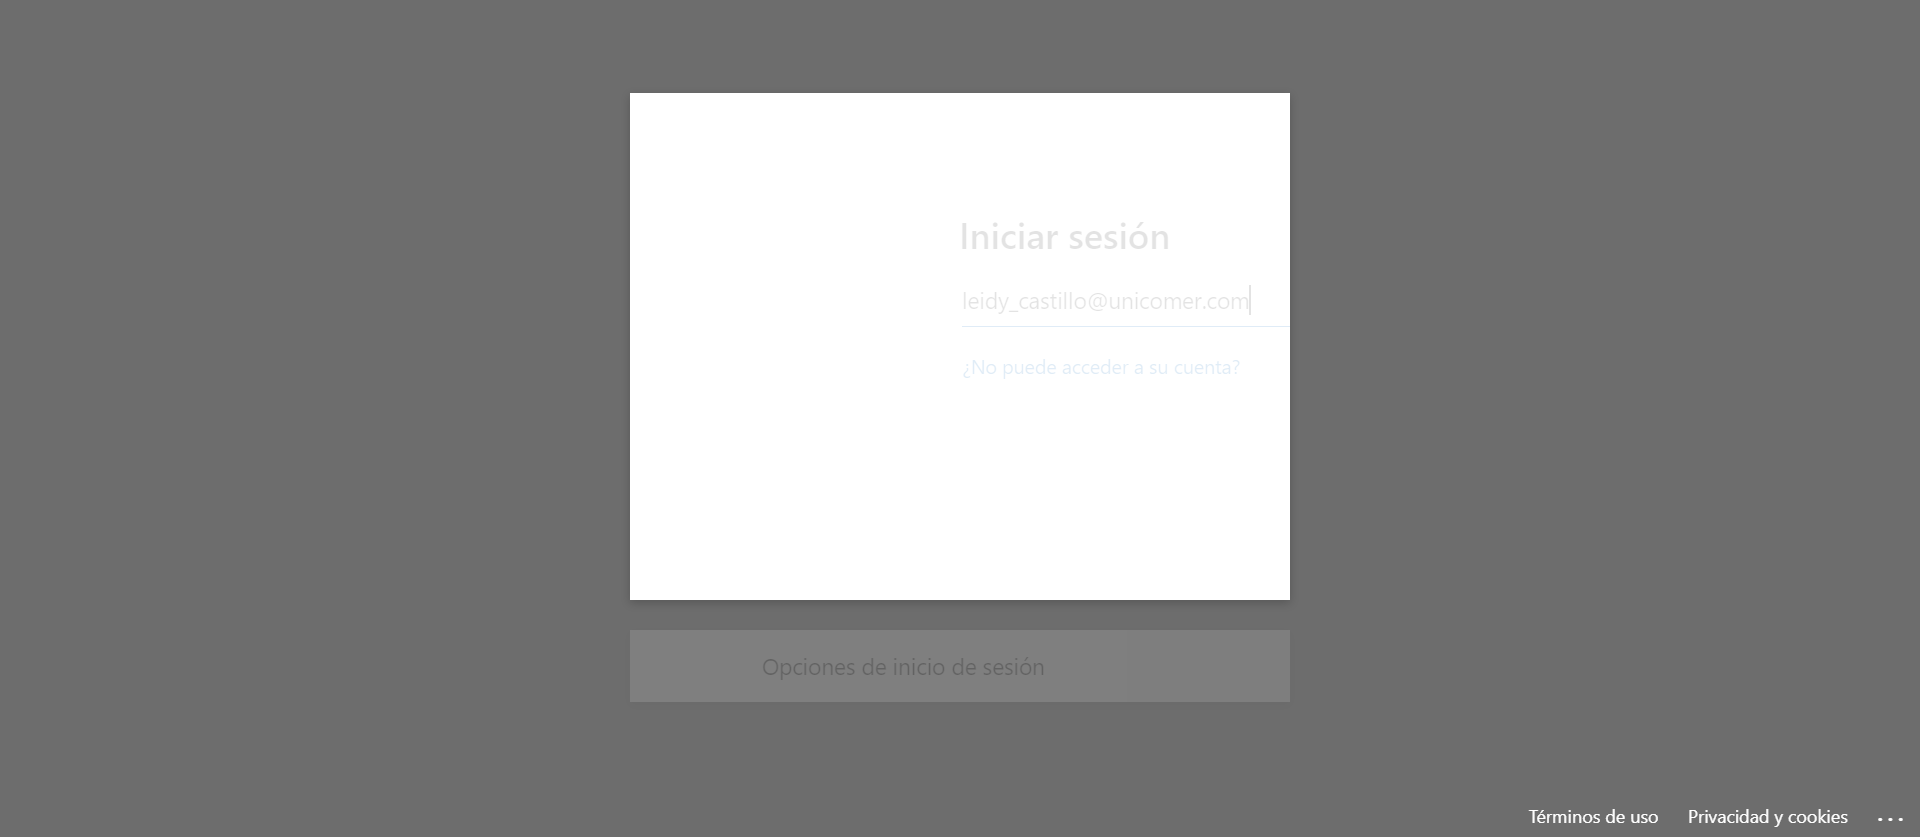 Iniciar sesión
leidy_castillo@unicomer.com
¿No puede acceder a su cuenta?
Opciones de inicio de sesión
Términos de uso Privacidad y cookies ...